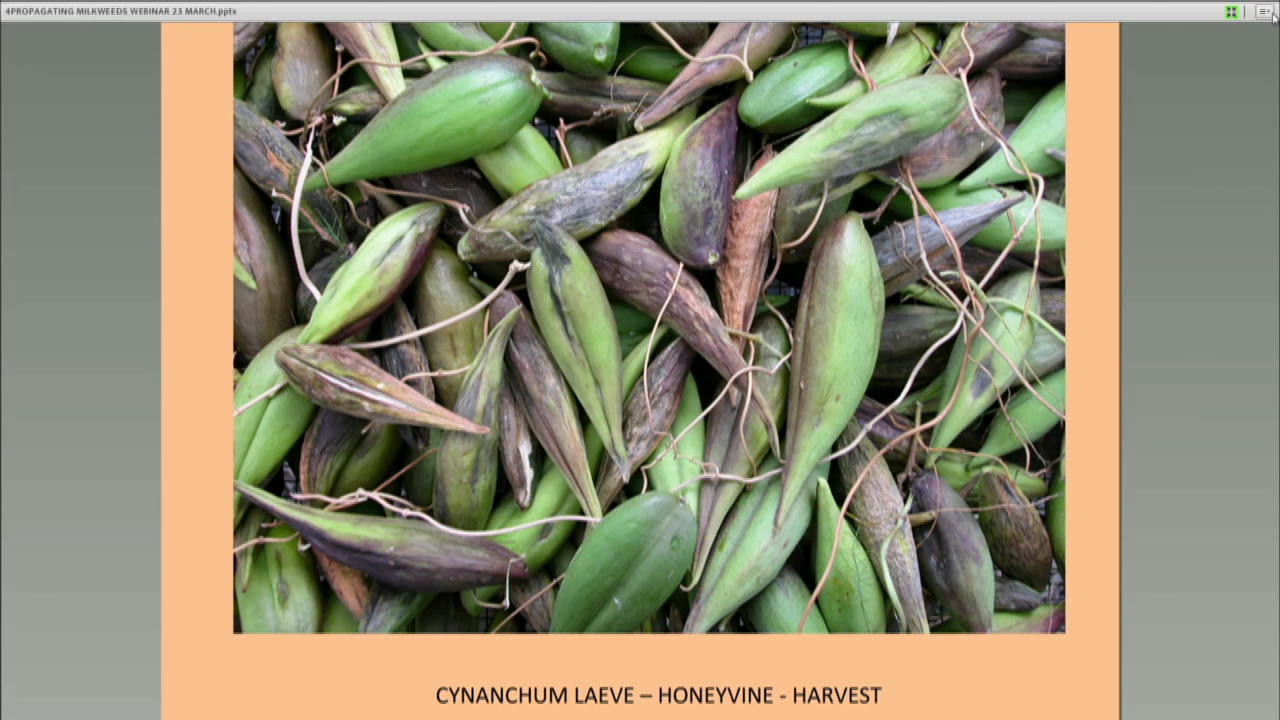 4PROPAGATING MILKWEEDS WEBINAR 23 MARCH.pptx
CYNANCHUM LAEVE – HONEYVINE - HARVEST